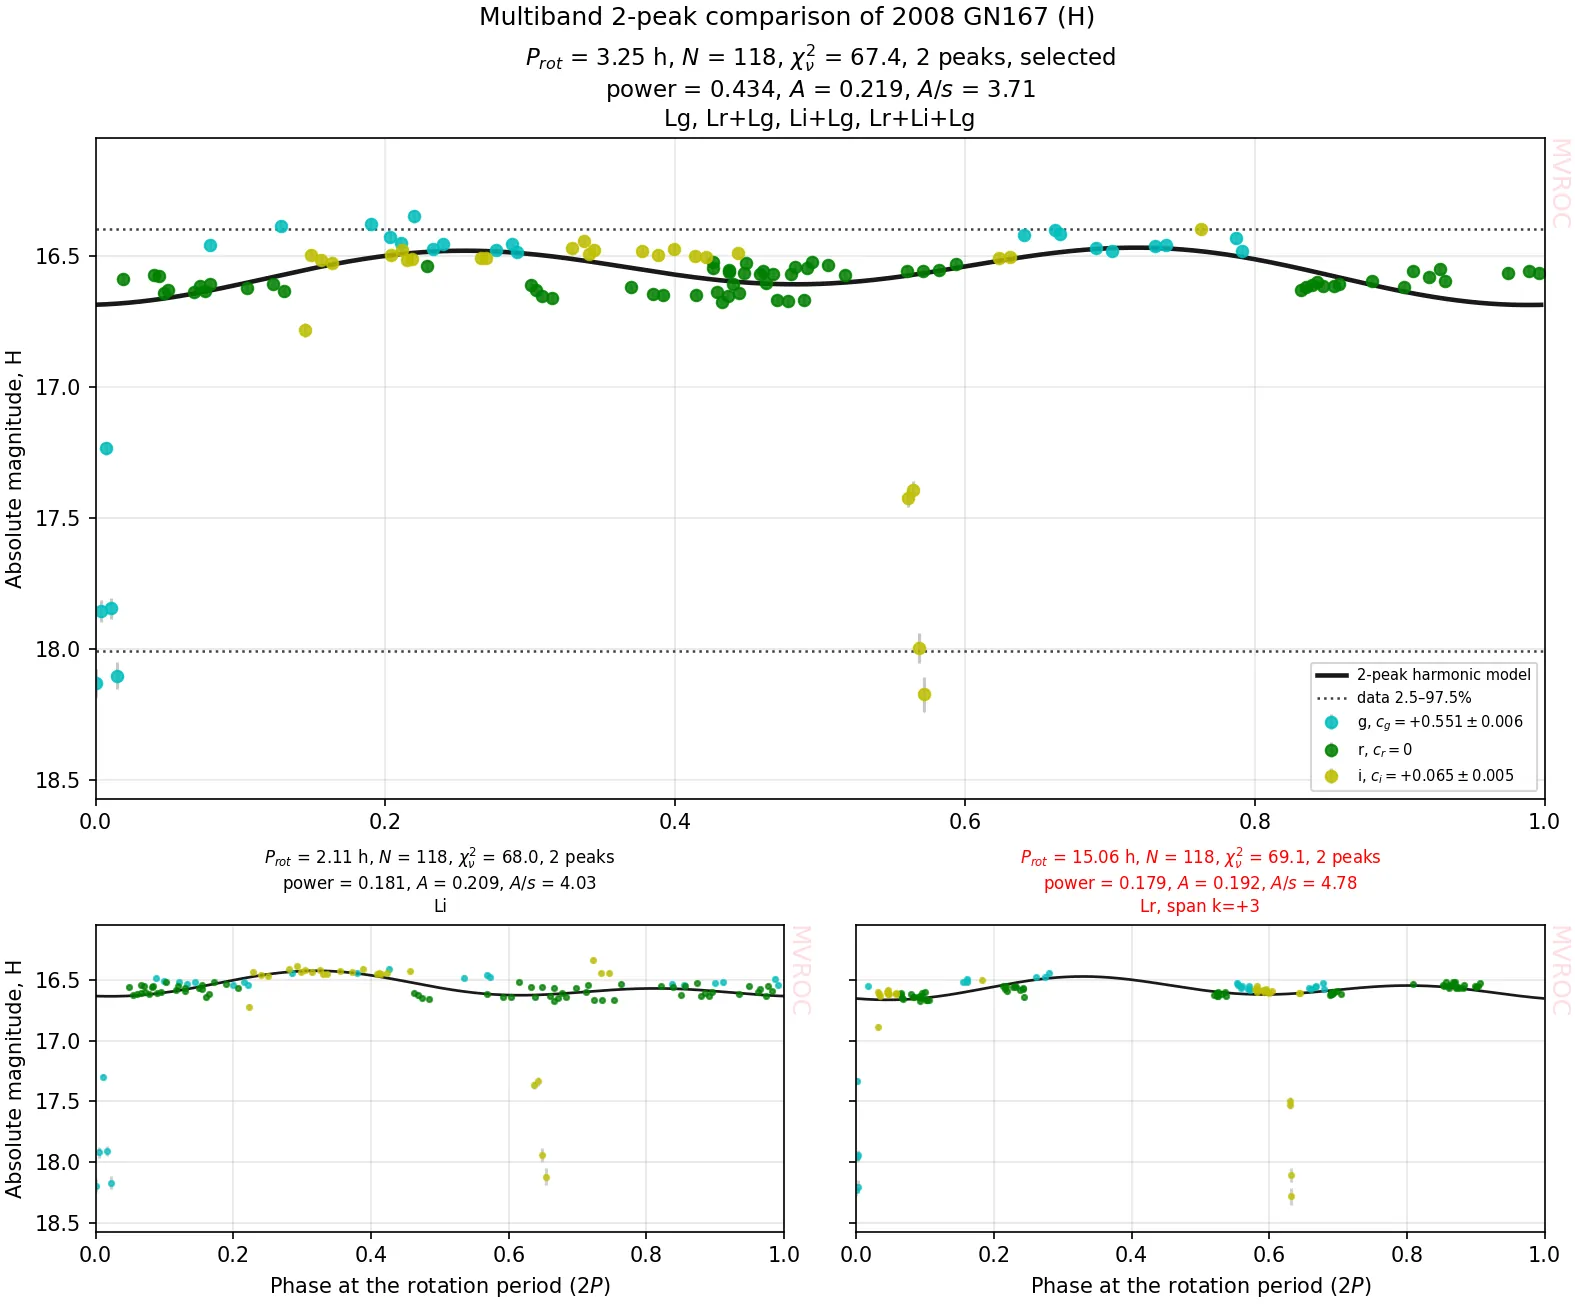 Multiband 2-peak comparison of 2008 GN167 (H)
P_rot = 3.25 h, N = 118, χ²_ν = 67.4, 2 peaks, selected
power = 0.434, A = 0.219, A/s = 3.71
Lg, Lr+Lg, Li+Lg, Lr+Li+Lg
MVROC
Absolute magnitude, H
16.5
17.0
17.5
18.0
18.5
0.0 0.2 0.4 0.6 0.8 1.0
2-peak harmonic model
data 2.5–97.5%
g, c_g = +0.551 ± 0.006
r, c_r = 0
i, c_i = +0.065 ± 0.005
P_rot = 2.11 h, N = 118, χ²_ν = 68.0, 2 peaks
power = 0.181, A = 0.209, A/s = 4.03
Li
MVROC
Absolute magnitude, H
16.5
17.0
17.5
18.0
18.5
0.0 0.2 0.4 0.6 0.8 1.0
Phase at the rotation period (2P)
P_rot = 15.06 h, N = 118, χ²_ν = 69.1, 2 peaks
power = 0.179, A = 0.192, A/s = 4.78
Lr, span k=+3
MVROC
0.0 0.2 0.4 0.6 0.8 1.0
Phase at the rotation period (2P)